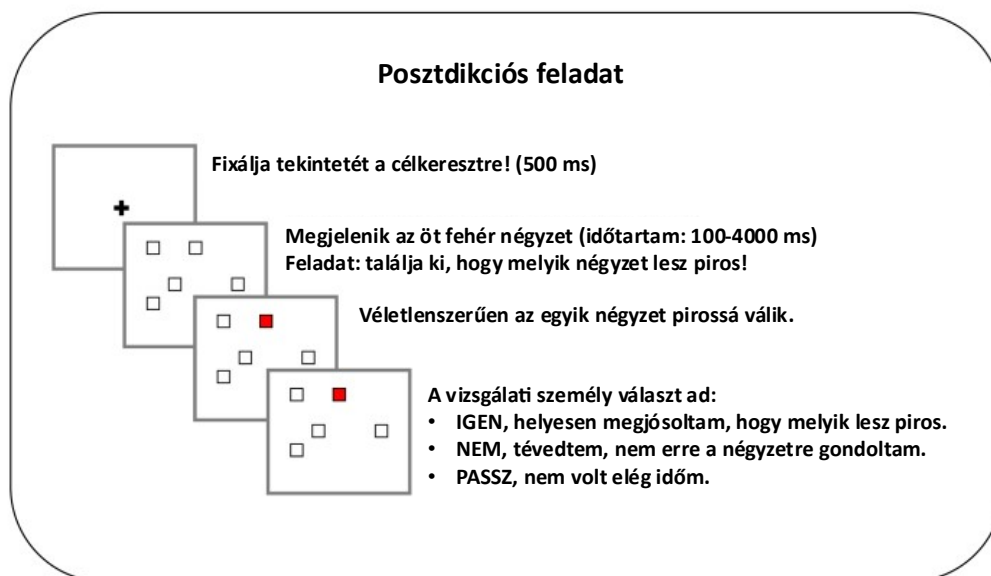 Posztdikciós feladat
Fixálja tekintetét a célkeresztre! (500 ms)
Megjelenik az öt fehér négyzet (időtartam: 100-4000 ms)
Feladat: találja ki, hogy melyik négyzet lesz piros!
Véletlenszerűen az egyik négyzet pirossá válik.
A vizsgálati személy választ ad:
• IGEN, helyesen megjósoltam, hogy melyik lesz piros.
• NEM, tévedtem, nem erre a négyzetre gondoltam.
• PASSZ, nem volt elég időm.